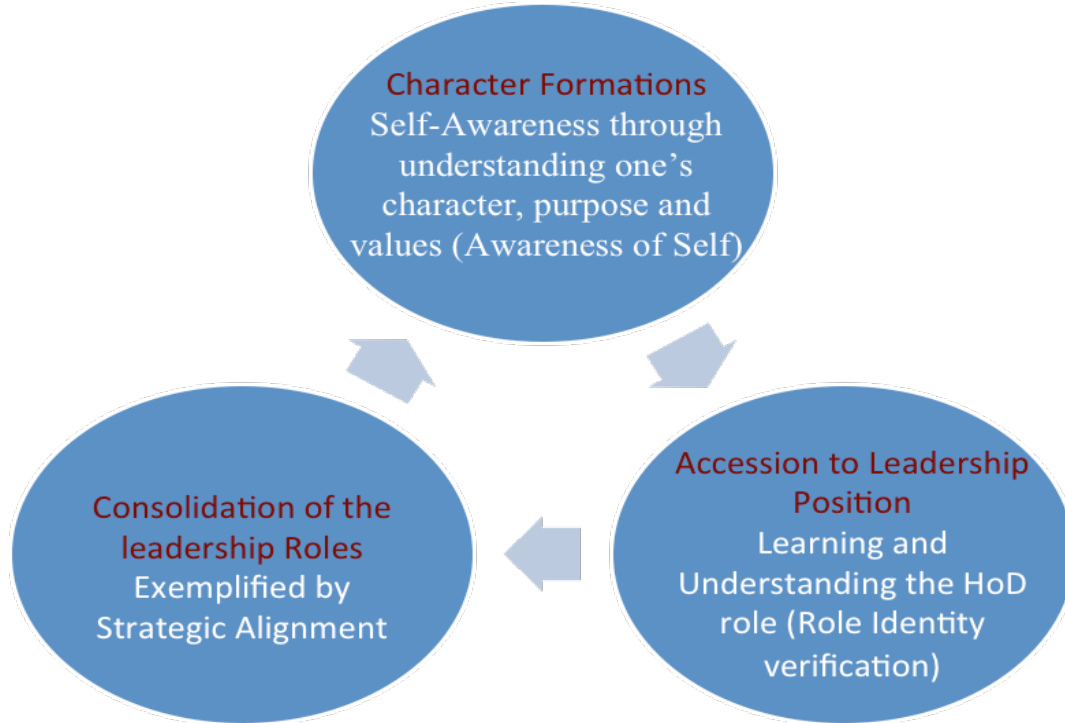 Character Formations
Self-Awareness through
understanding one’s
character, purpose and
values (Awareness of Self)
Accession to Leadership
Position
Learning and
Understanding the HoD
role (Role Identity
verification)
Consolidation of the
leadership Roles
Exemplified by
Strategic Alignment